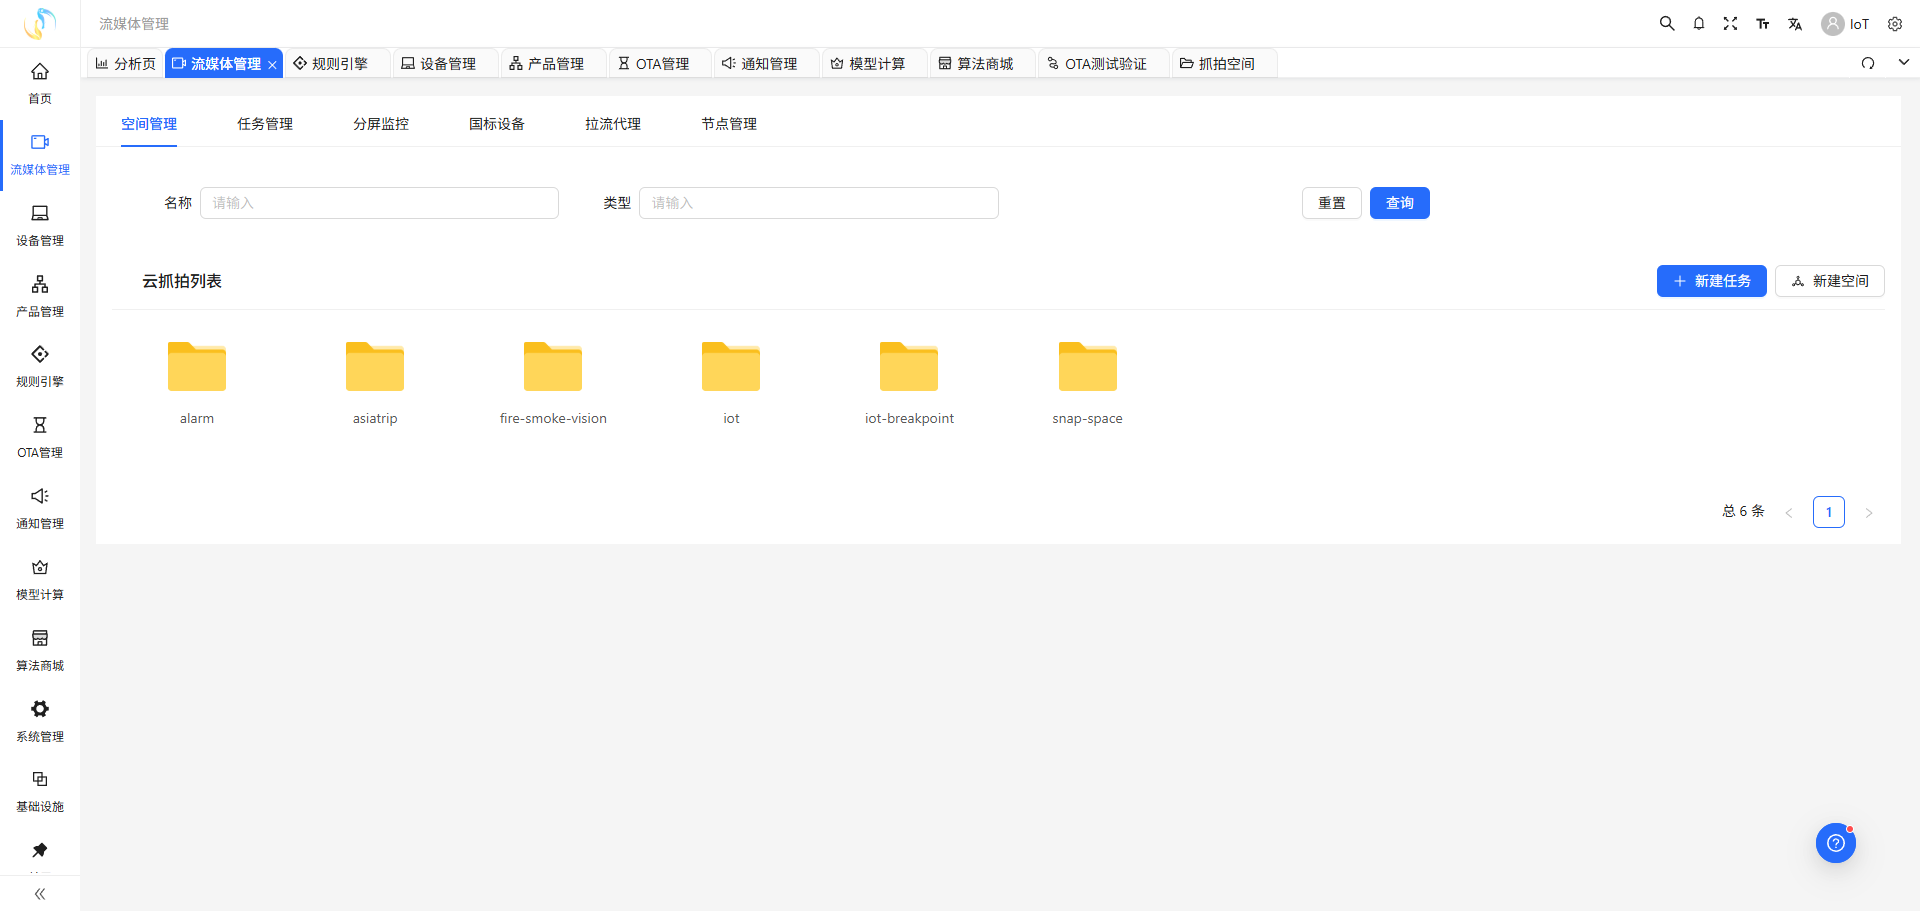 流媒体管理
IoT
分析页
流媒体管理
规则引擎
设备管理
产品管理
OTA管理
通知管理
模型计算
算法商城
OTA测试验证
抓拍空间
首页
流媒体管理
设备管理
产品管理
规则引擎
OTA管理
通知管理
模型计算
算法商城
系统管理
基础设施
空间管理
任务管理
分屏监控
国标设备
拉流代理
节点管理
名称
请输入
类型
请输入
重置
查询
云抓拍列表
新建任务
新建空间
alarm
asiatrip
fire-smoke-vision
iot
iot-breakpoint
snap-space
总 6 条
1